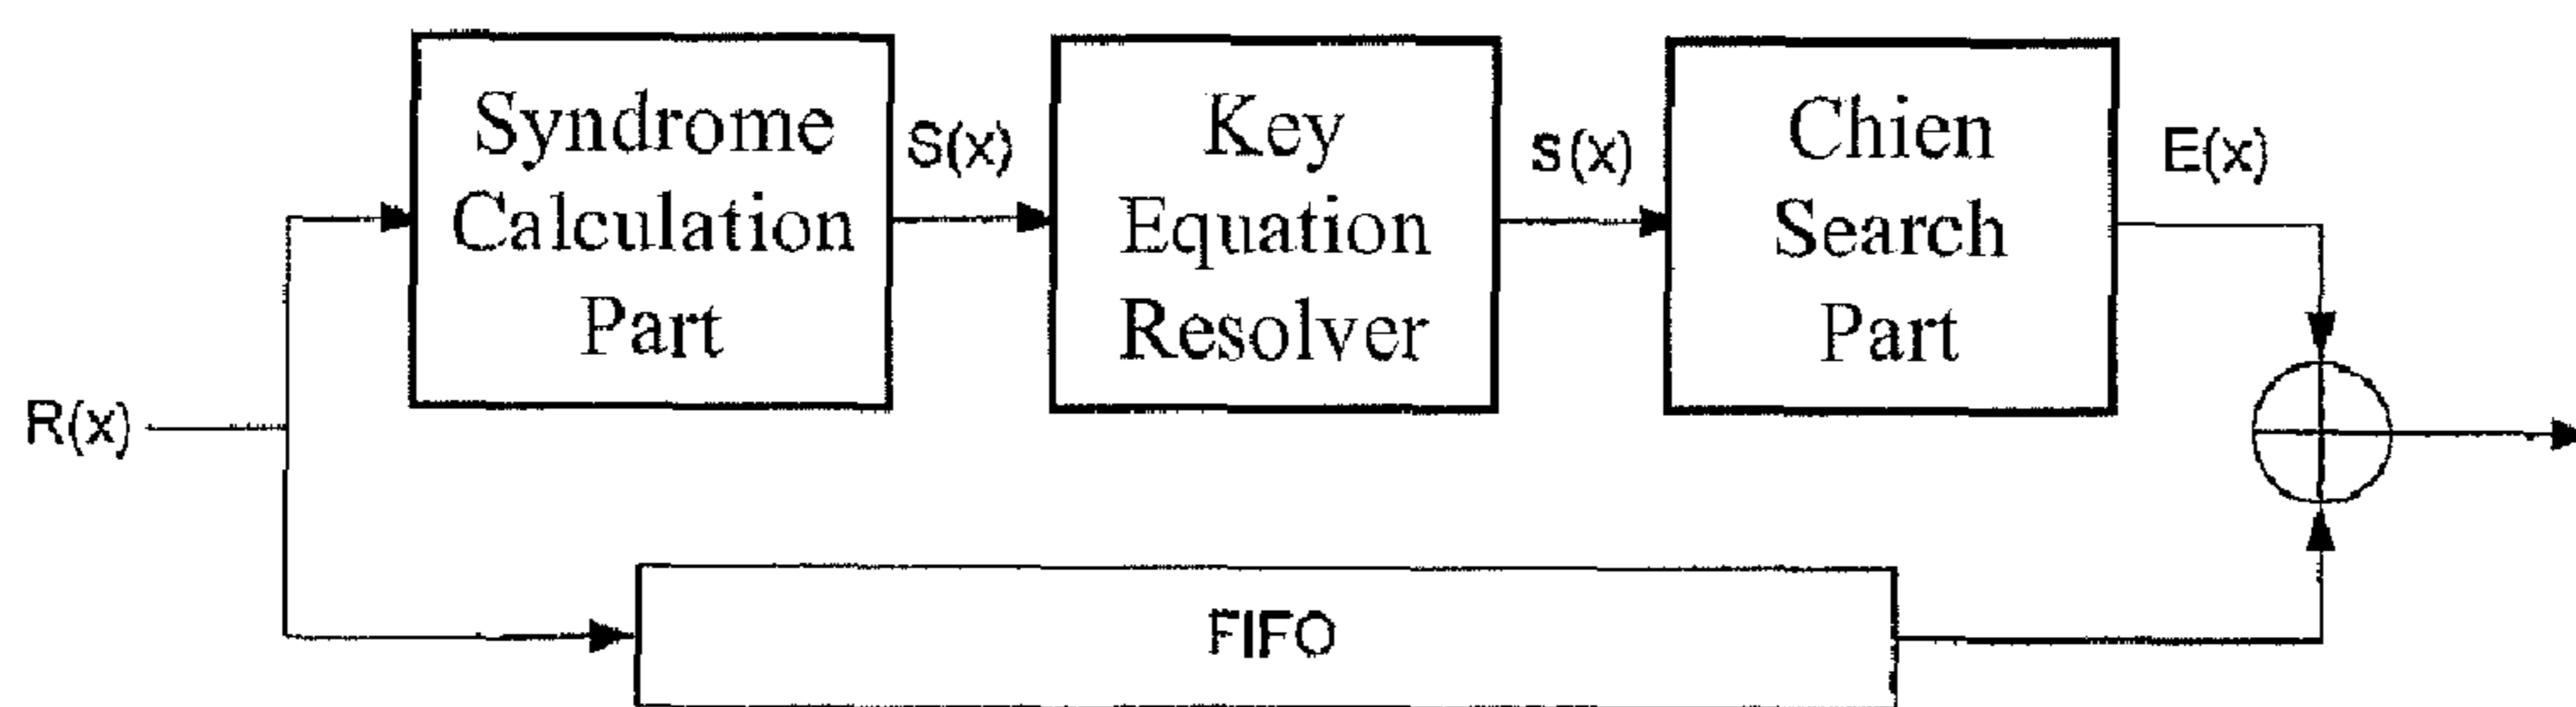 Syndrome
Calculation
Part
S(x)
Key
Equation
Resolver
s(x)
Chien
Search
Part
E(x)
R(x)
FIFO